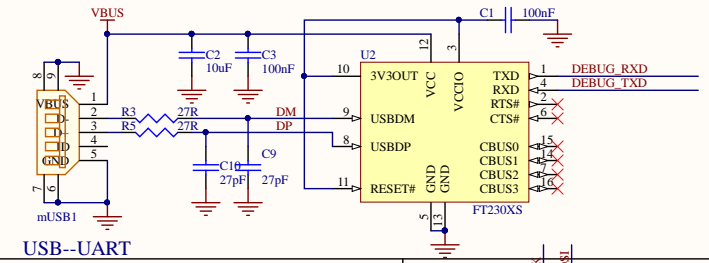 VBUS
C1 100nF
C2
10uF
C3
100nF
U2
12
3
VCC
VCCIO
10 3V3OUT
TXD 1 DEBUG_RXD
RXD 4 DEBUG_TXD
RTS# 2
CTS# 6
8
9
VBUS 1
D- 2
D+ 3
ID 4
GND 5
7
6
mUSB1
R3 27R DM
R5 27R DP
9 USBDM
8 USBDP
CBUS0 15
CBUS1 14
CBUS2 7
CBUS3 16
C10
27pF
C9
27pF
11 RESET#
GND
GND
5
13
FT230XS
USB--UART